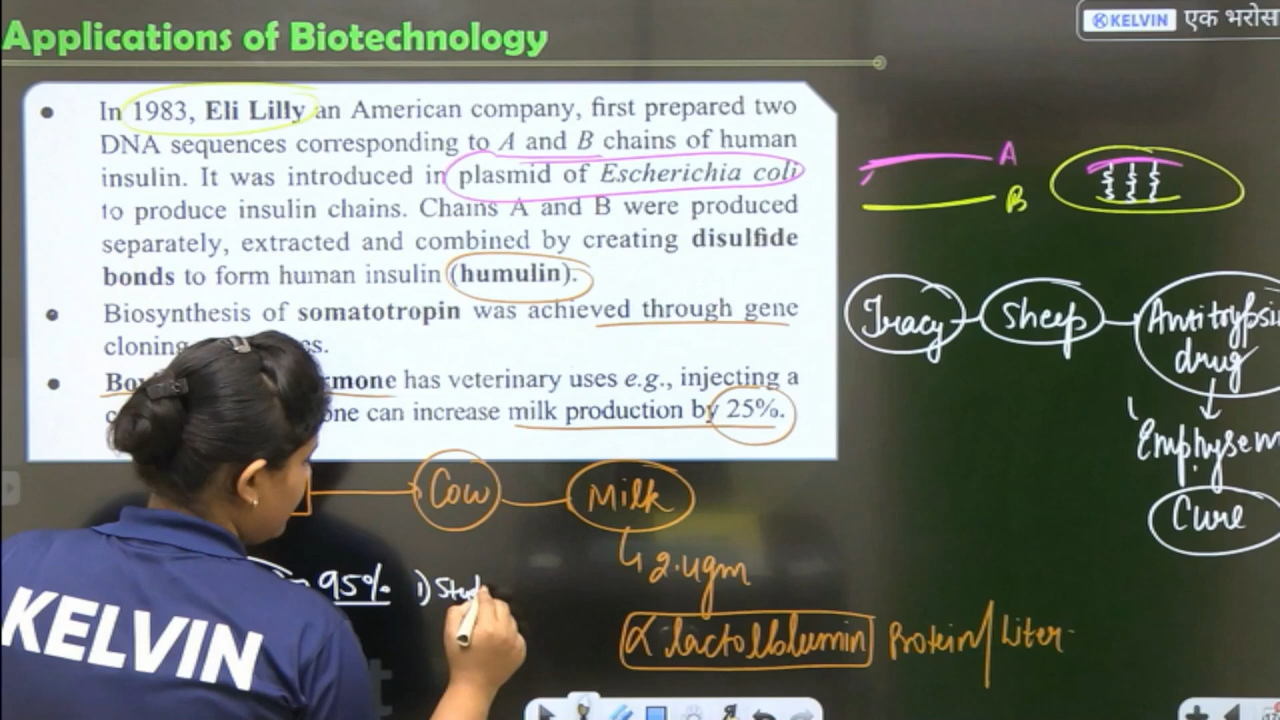 Applications of Biotechnology
KELVIN एक भरोस
In 1983, Eli Lilly an American company, first prepared two
DNA sequences corresponding to A and B chains of human
insulin. It was introduced in plasmid of Escherichia coli
to produce insulin chains. Chains A and B were produced
separately, extracted and combined by creating disulfide
bonds to form human insulin (humulin).
Biosynthesis of somatotropin was achieved through gene
cloning
has veterinary uses e.g., injecting a
can increase milk production by 25%.
A
B
Tracy Sheep Antitrypsi
drug
Emphysem
Cure
Cow Milk
2.4gm
α lactolbumin Protein/Liter
95% 1) Stud
KELVIN